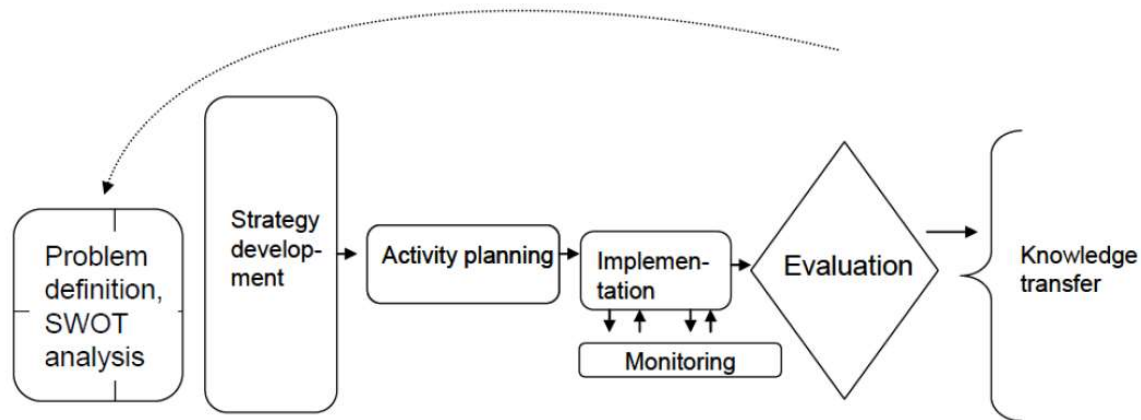 Problem
definition,
SWOT
analysis
Strategy
develop-
ment
Activity planning
Implemen-
tation
Monitoring
Evaluation
Knowledge
transfer